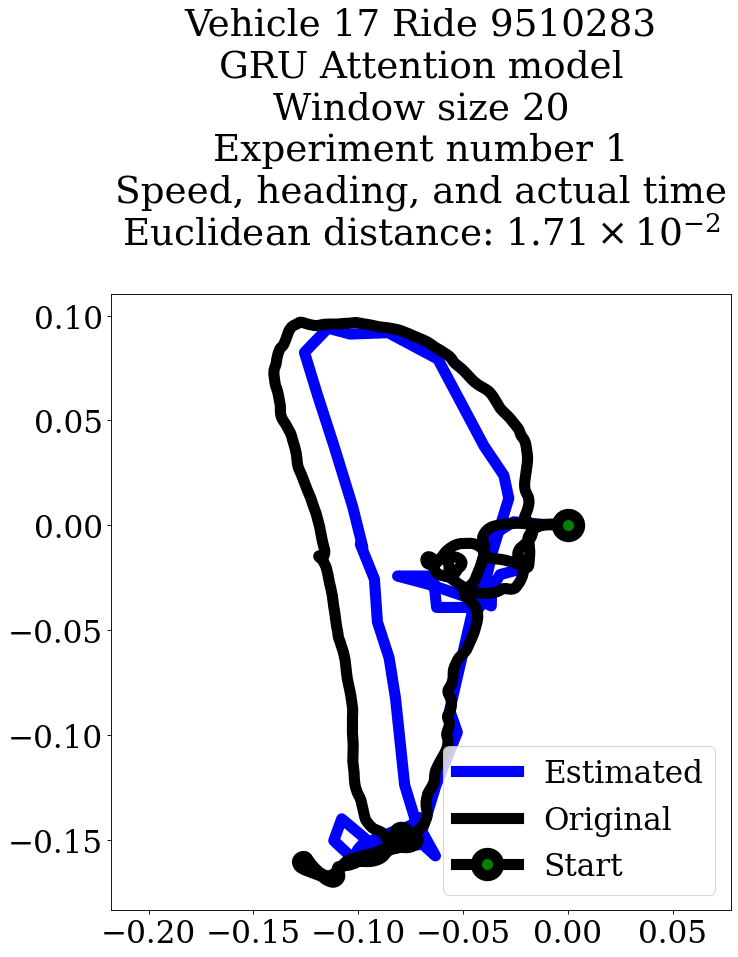 Vehicle 17 Ride 9510283
GRU Attention model
Window size 20
Experiment number 1
Speed, heading, and actual time
Euclidean distance: 1.71 × 10⁻²
0.10
0.05
0.00
−0.05
−0.10
−0.15
Estimated
Original
Start
−0.20 −0.15 −0.10 −0.05 0.00 0.05